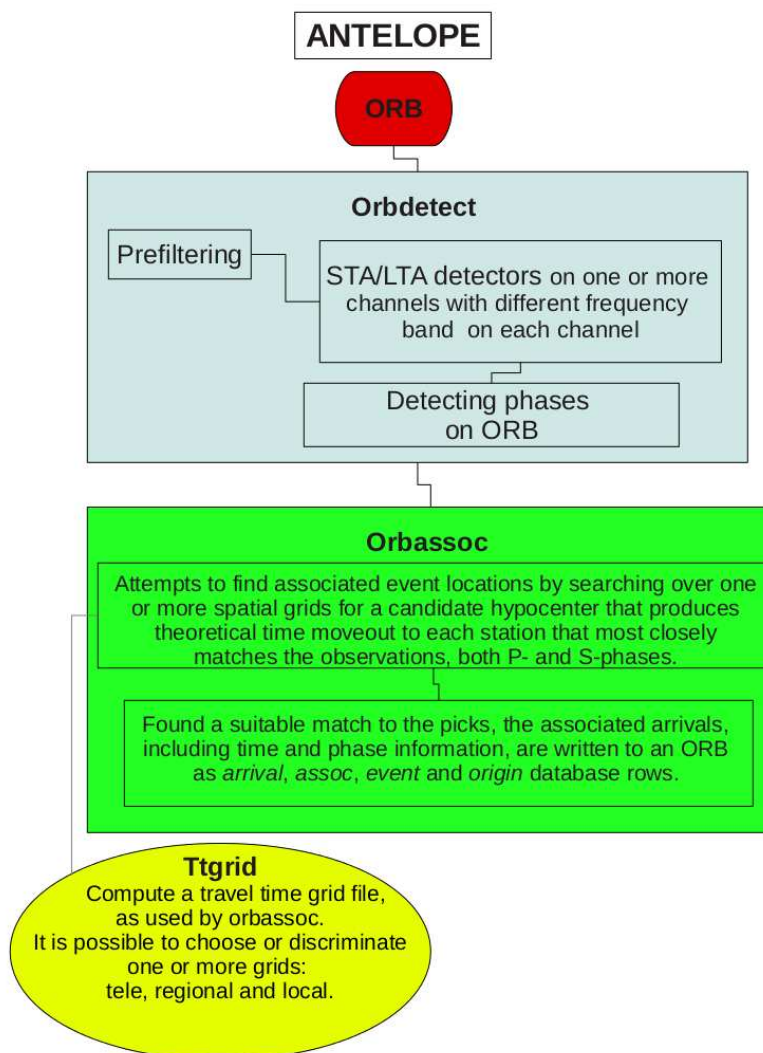 ANTELOPE
ORB
Orbdetect
Prefiltering
STA/LTA detectors on one or more
channels with different frequency
band on each channel
Detecting phases
on ORB
Orbassoc
Attempts to find associated event locations by searching over one
or more spatial grids for a candidate hypocenter that produces
theoretical time moveout to each station that most closely
matches the observations, both P- and S-phases.
Found a suitable match to the picks, the associated arrivals,
including time and phase information, are written to an ORB
as arrival, assoc, event and origin database rows.
Ttgrid
Compute a travel time grid file,
as used by orbassoc.
It is possible to choose or discriminate
one or more grids:
tele, regional and local.